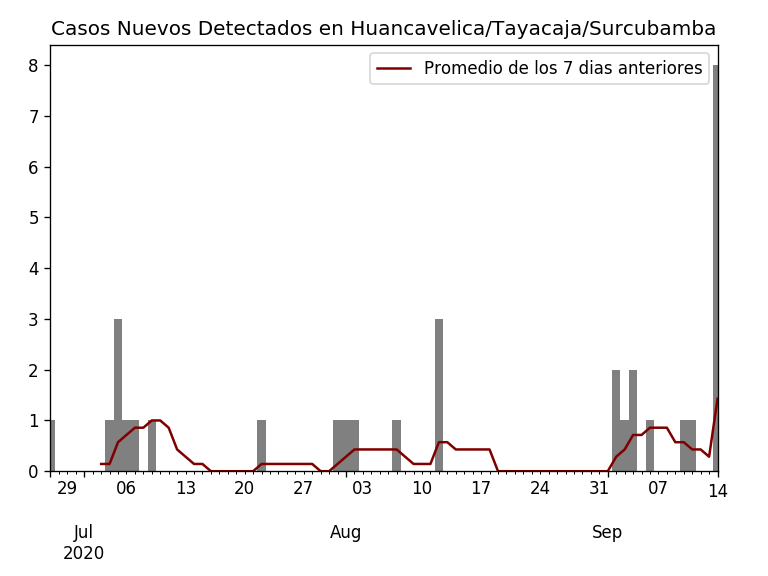 Casos Nuevos Detectados en Huancavelica/Tayacaja/Surcubamba
Promedio de los 7 dias anteriores
8
7
6
5
4
3
2
1
0
29 06 13 20 27 03 10 17 24 31 07 14
Jul Aug Sep
2020